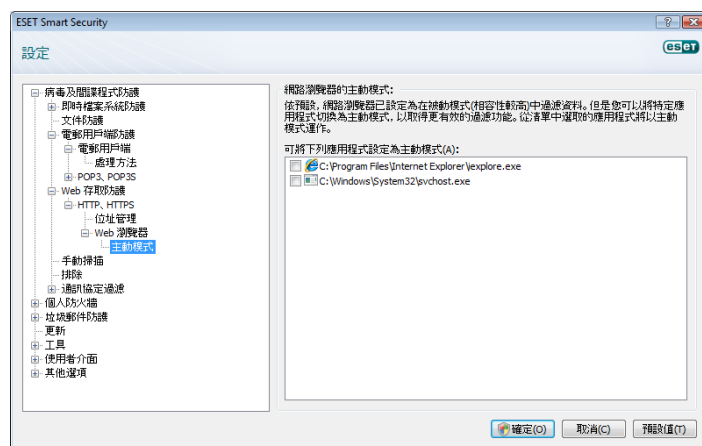 ESET Smart Security
設定
eset
病毒及間諜程式防護
即時檔案系統防護
文件防護
電郵用戶端防護
電郵用戶端
處理方法
POP3、POP3S
Web 存取防護
HTTP、HTTPS
位址管理
Web 瀏覽器
主動模式
手動掃描
排除
通訊協定過濾
個人防火牆
垃圾郵件防護
更新
工具
使用者介面
其他選項
網路瀏覽器的主動模式:
依預設，網路瀏覽器已設定為在被動模式(相容性較高)中過濾資料。但是您可以將特定應
用程式切換為主動模式，以取得更有效的過濾功能。從清單中選取的應用程式將以主動
模式運作。
可將下列應用程式設定為主動模式(A):
C:\Program Files\Internet Explorer\iexplore.exe
C:\Windows\System32\svchost.exe
確定(O)
取消(C)
預設值(T)